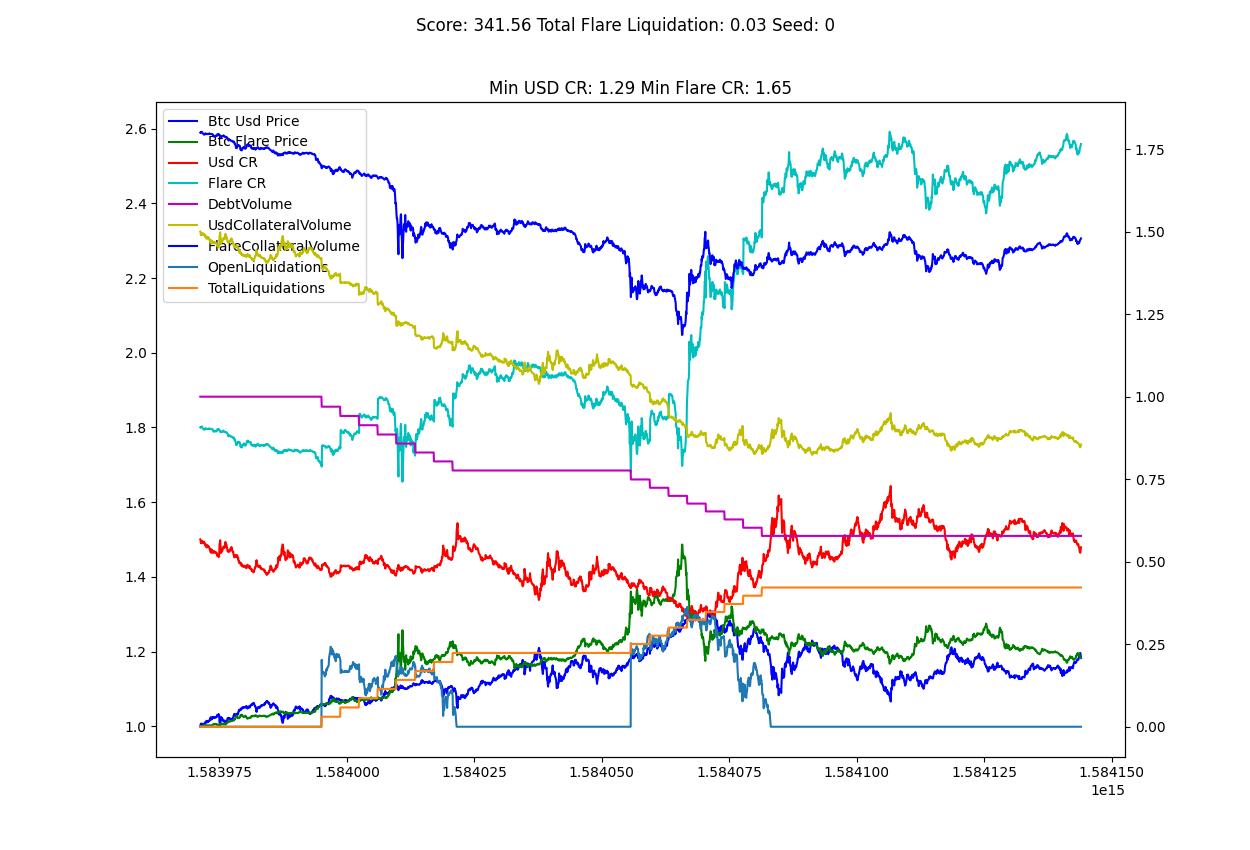 Score: 341.56 Total Flare Liquidation: 0.03 Seed: 0
Min USD CR: 1.29 Min Flare CR: 1.65
Btc Usd Price
Btc Flare Price
Usd CR
Flare CR
DebtVolume
UsdCollateralVolume
FlareCollateralVolume
OpenLiquidations
TotalLiquidations
2.6
2.4
2.2
2.0
1.8
1.6
1.4
1.2
1.0
1.75
1.50
1.25
1.00
0.75
0.50
0.25
0.00
1.583975 1.584000 1.584025 1.584050 1.584075 1.584100 1.584125 1.584150
1e15